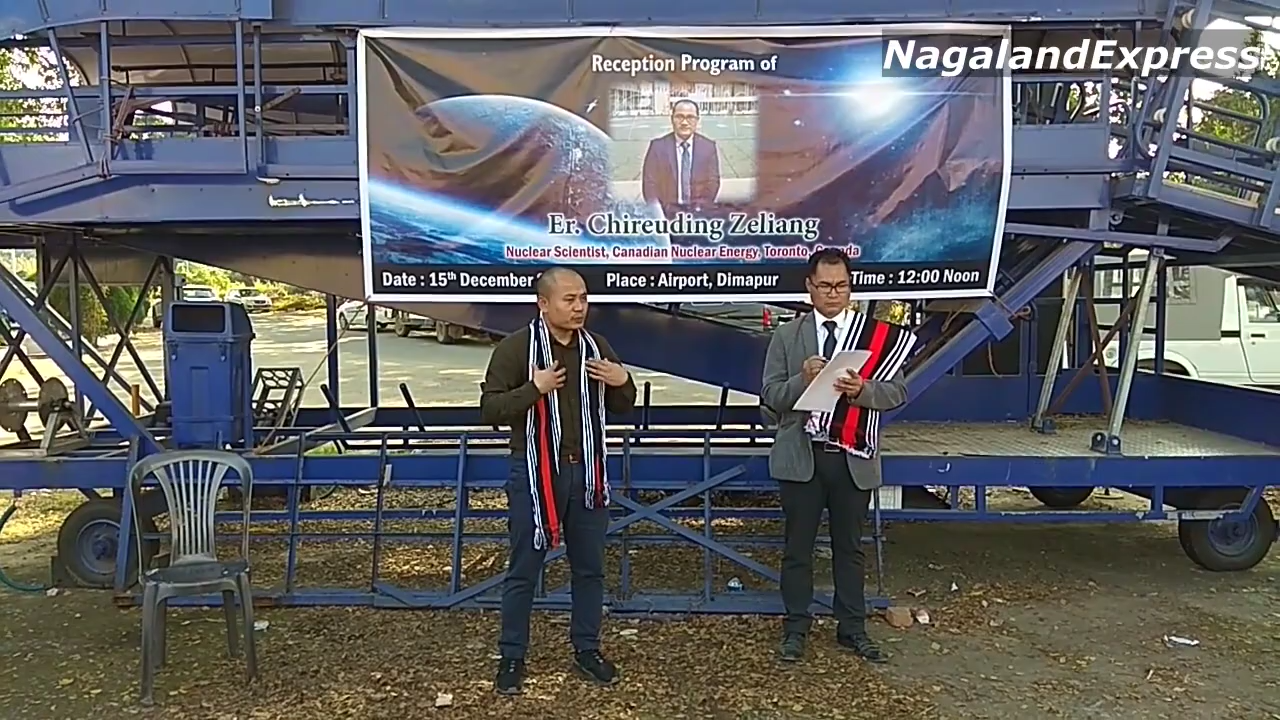 NagalandExpress
Reception Program of
Er. Chireuding Zeliang
Nuclear Scientist, Canadian Nuclear Energy, Toronto,
Date : 15th December
Place : Airport, Dimapur
Time : 12:00 Noon